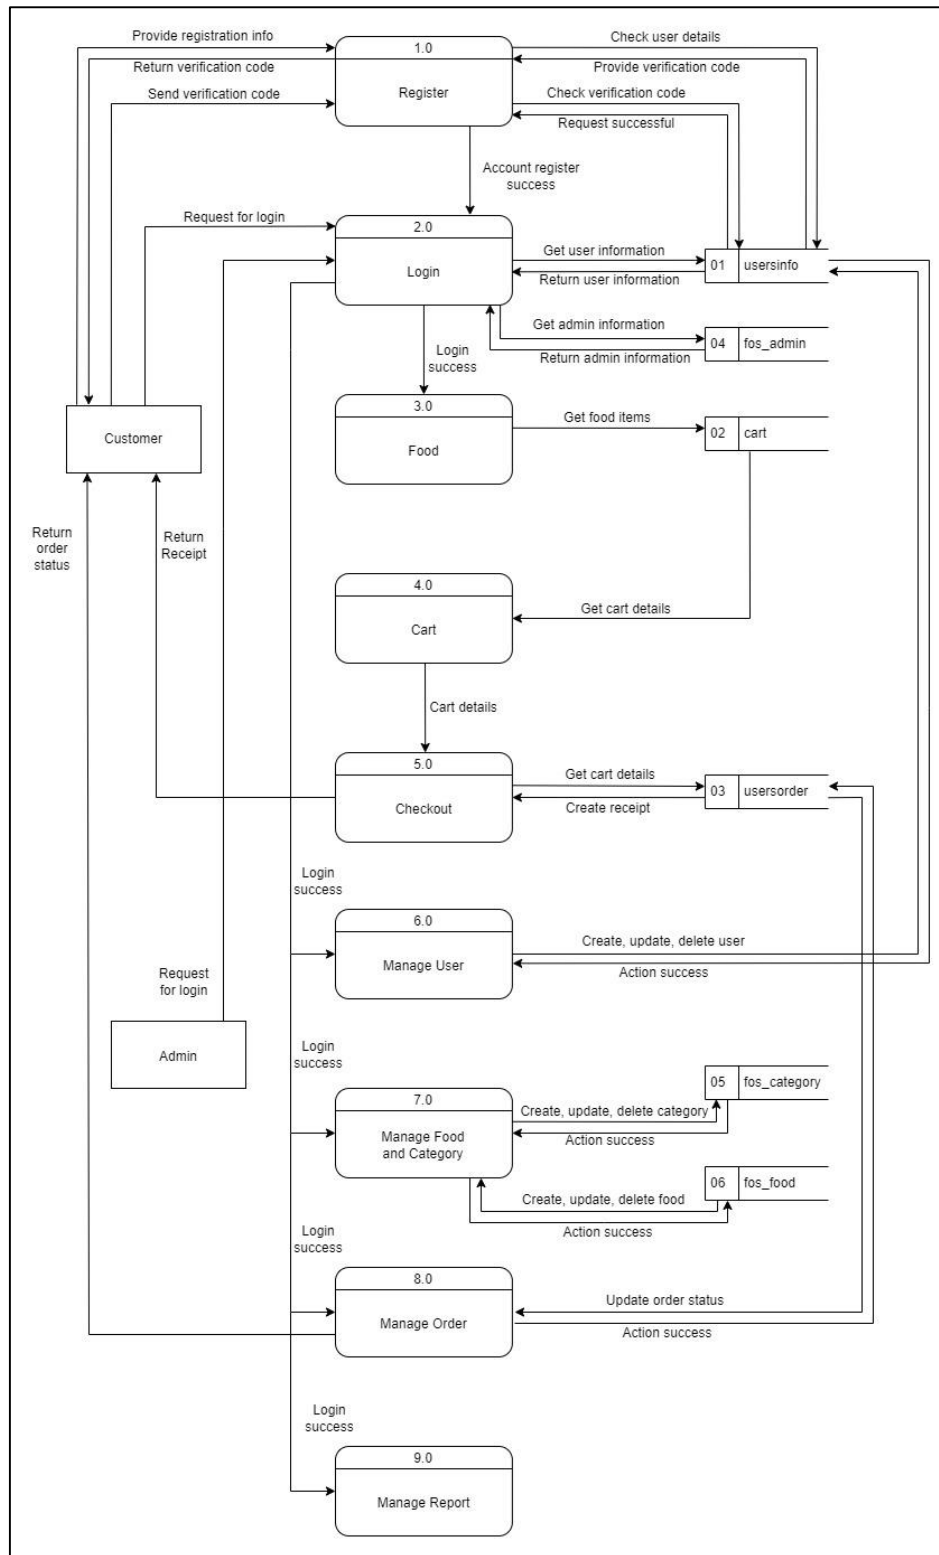 Provide registration info
1.0
Check user details
Return verification code
Provide verification code
Send verification code
Register
Check verification code
Request successful
Account register
success
Request for login
2.0
Get user information
Login
01
usersinfo
Return user information
Get admin information
04
fos_admin
Return admin information
Login
success
3.0
Get food items
02
cart
Customer
Food
Return
order
status
Return
Receipt
4.0
Get cart details
Cart
Cart details
5.0
Get cart details
03
usersorder
Create receipt
Checkout
Login
success
6.0
Create, update, delete user
Manage User
Action success
Request
for login
Admin
Login
success
05
fos_category
7.0
Create, update, delete category
Manage Food
and Category
Action success
06
fos_food
Create, update, delete food
Action success
Login
success
8.0
Update order status
Manage Order
Action success
Login
success
9.0
Manage Report